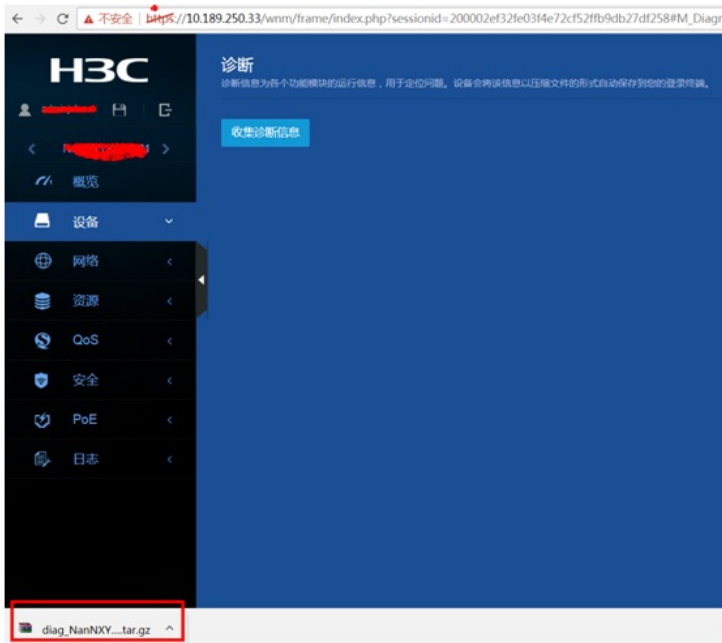 不安全 | https://10.189.250.33/wnm/frame/index.php?sessionid=200002ef32fe03f4e72cf52ffb9db27df258#M_Diagn
H3C
诊断
诊断信息为各个功能模块的运行信息，用于定位问题。设备会将该信息以压缩文件的形式自动保存到您的登录终端。
收集诊断信息
概览
设备
网络
资源
QoS
安全
PoE
日志
diag_NanNXY....tar.gz